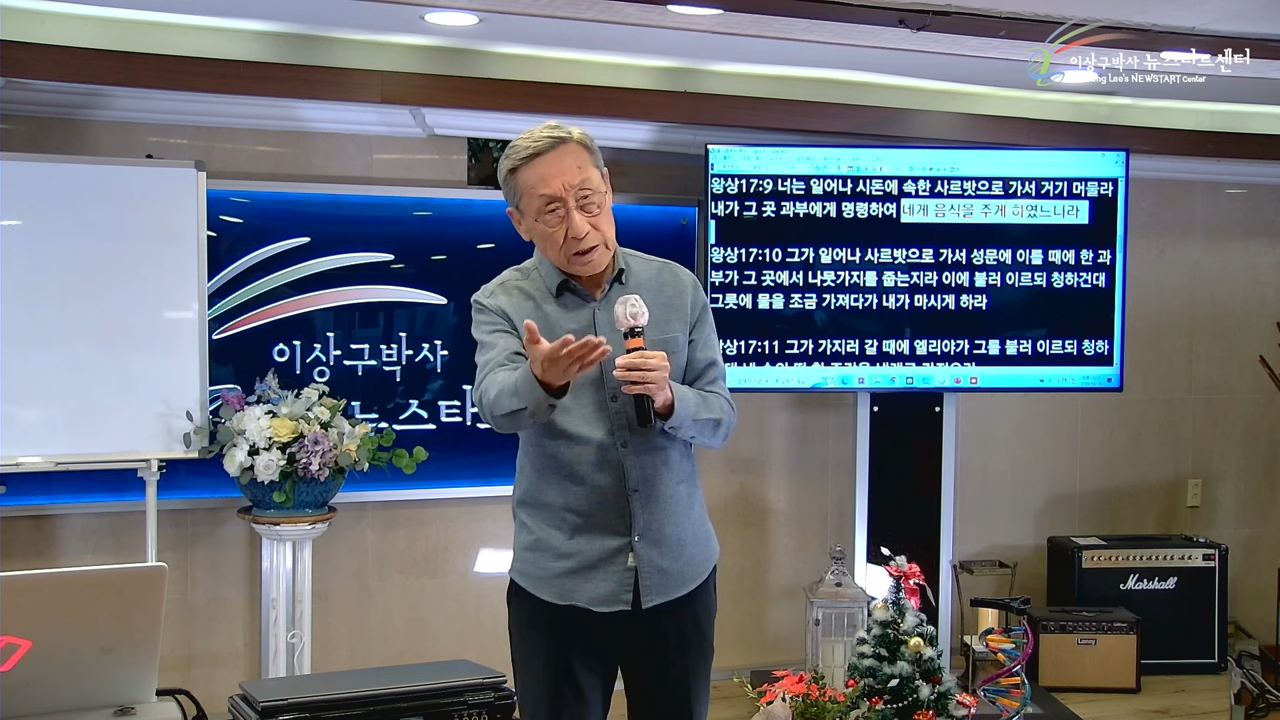 이상구박사 뉴스타트센터
Lee's NEWSTART Center
왕상17:9 너는 일어나 시돈에 속한 사르밧으로 가서 거기 머물라
내가 그 곳 과부에게 명령하여 네게 음식을 주게 하였느니라
왕상17:10 그가 일어나 사르밧으로 가서 성문에 이를 때에 한 과
부가 그 곳에서 나뭇가지를 줍는지라 이에 불러 이르되 청하건대
그릇에 물을 조금 가져다가 내가 마시게 하라
왕상17:11 그가 가지러 갈 때에 엘리야가 그를 불러 이르되 청하
이상구박사
뉴스타
Marshall
Laney